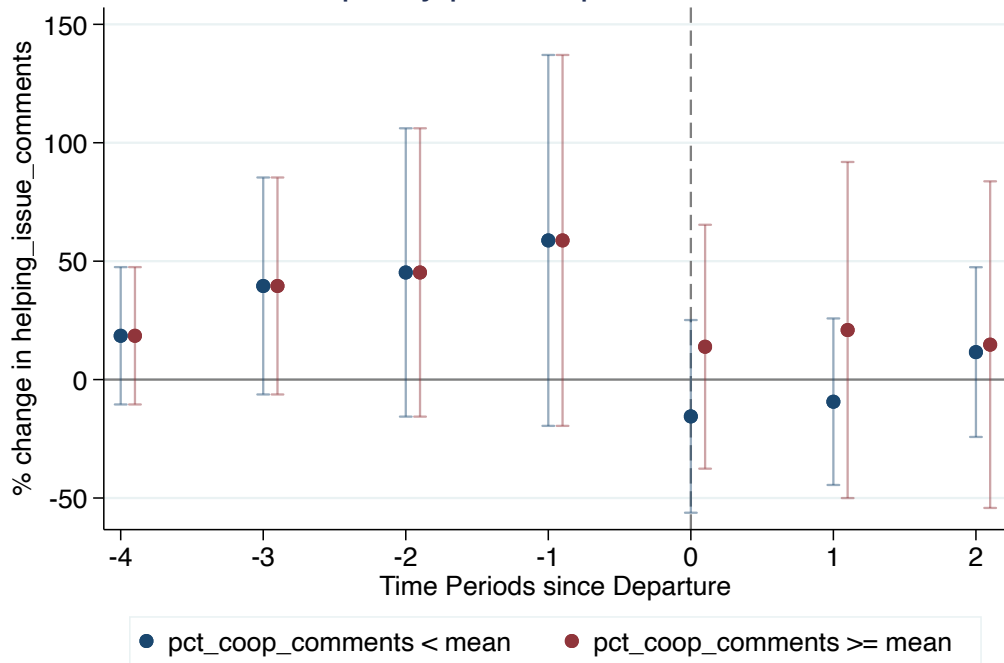 150
100
50
0
-50
% change in helping_issue_comments
-4 -3 -2 -1 0 1 2
Time Periods since Departure
pct_coop_comments < mean pct_coop_comments >= mean